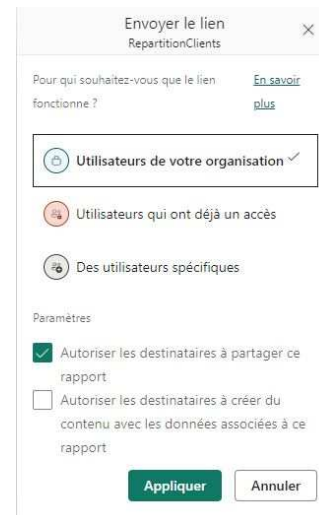 Envoyer le lien
RepartitionClients
Pour qui souhaitez-vous que le lien
fonctionne ?
En savoir
plus
Utilisateurs de votre organisation
Utilisateurs qui ont déjà un accès
Des utilisateurs spécifiques
Paramètres
Autoriser les destinataires à partager ce
rapport
Autoriser les destinataires à créer du
contenu avec les données associées à ce
rapport
Appliquer
Annuler